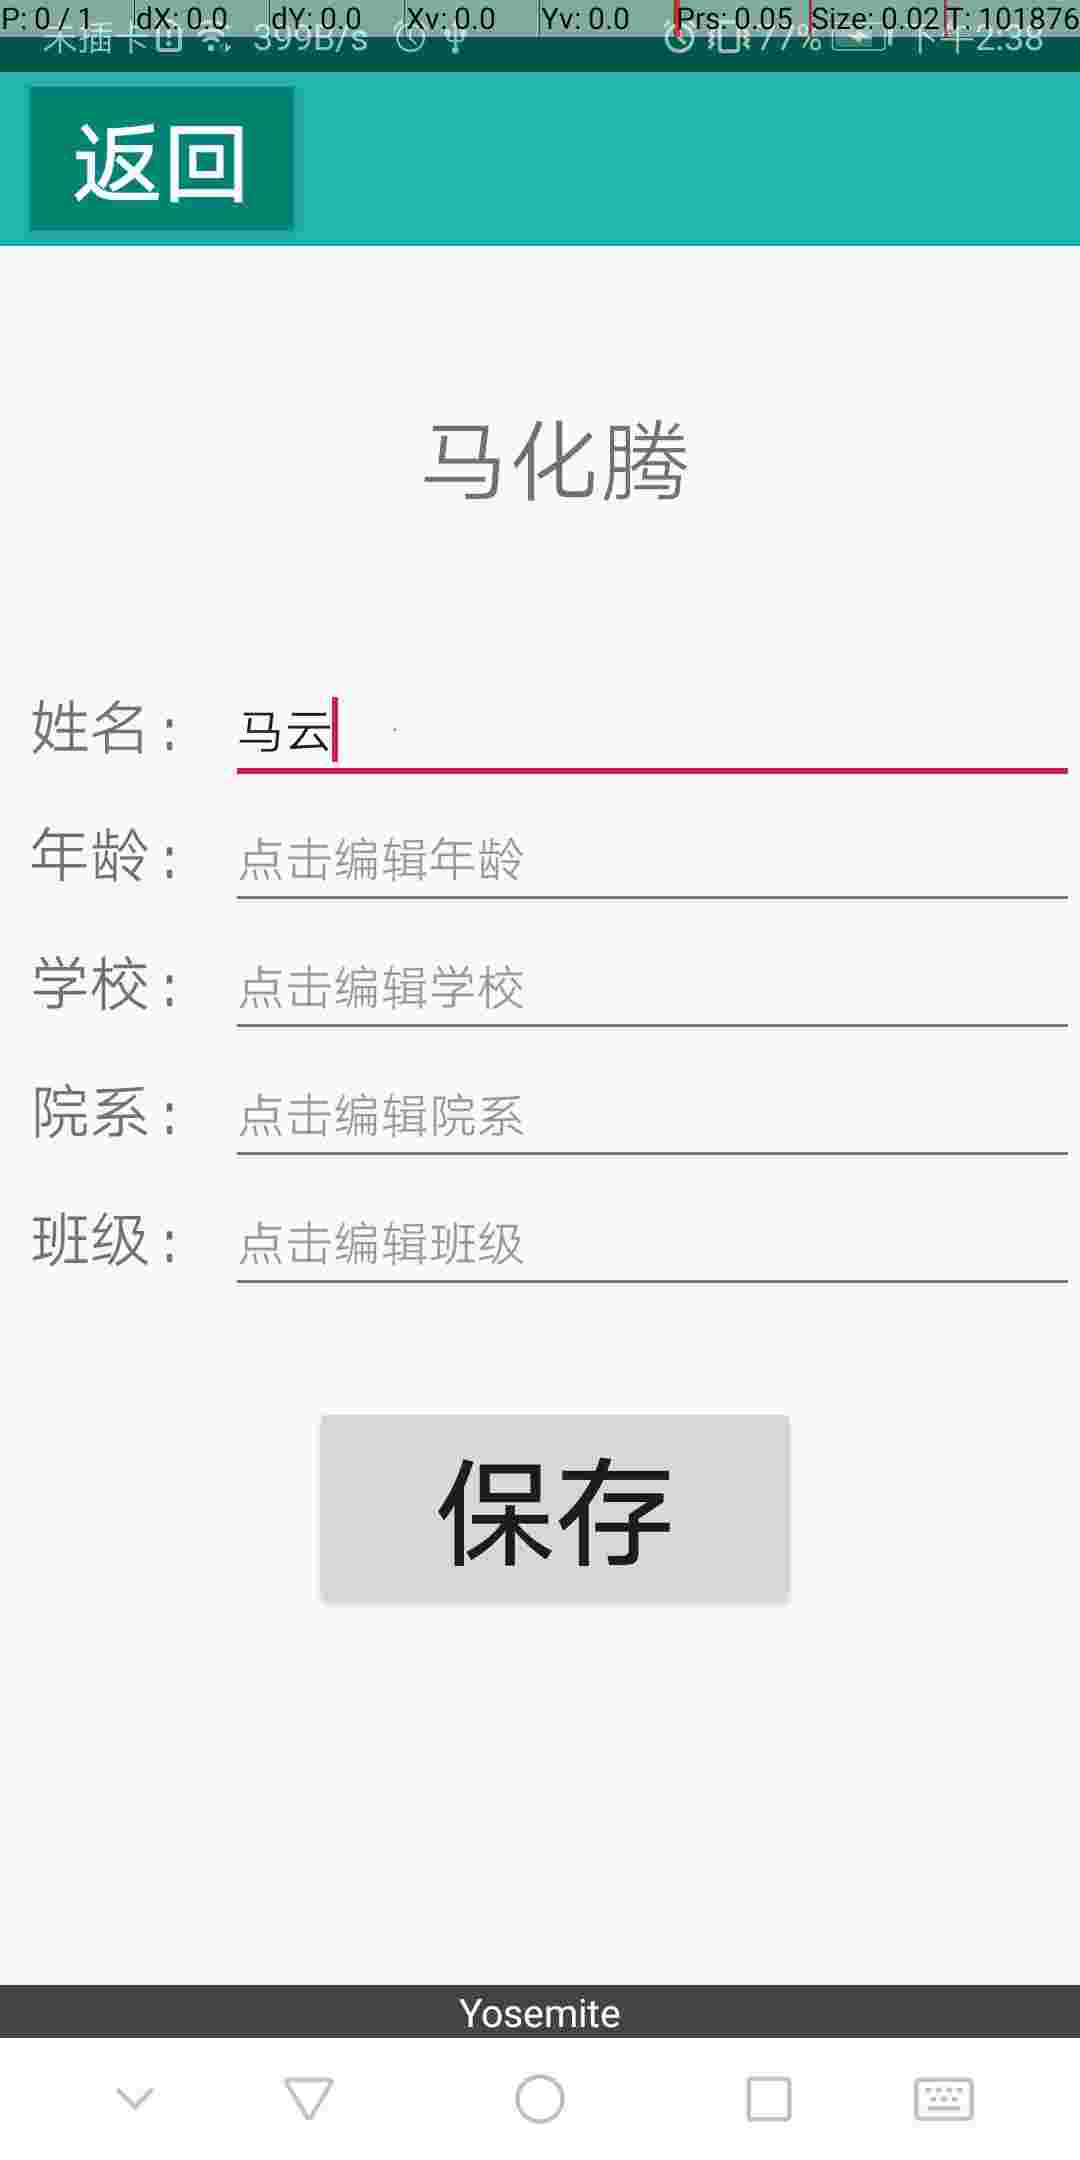 P: 0 / 1 dX: 0.0 dY: 0.0 Xv: 0.0 Yv: 0.0 Prs: 0.05 Size: 0.02 T: 101876
未插卡 399B/s 77% 下午2:38
返回
马化腾
姓名: 马云
年龄: 点击编辑年龄
学校: 点击编辑学校
院系: 点击编辑院系
班级: 点击编辑班级
保存
Yosemite